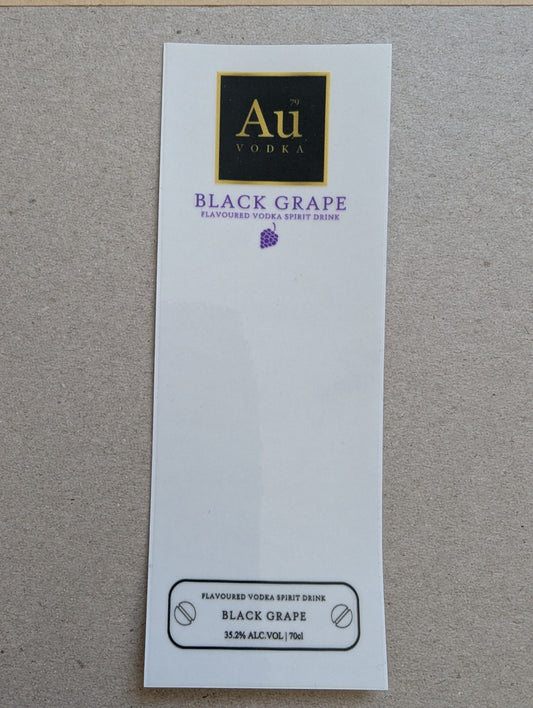 79
Au
VODKA
BLACK GRAPE
FLAVOURED VODKA SPIRIT DRINK
FLAVOURED VODKA SPIRIT DRINK
BLACK GRAPE
35.2% ALC.VOL | 70cl